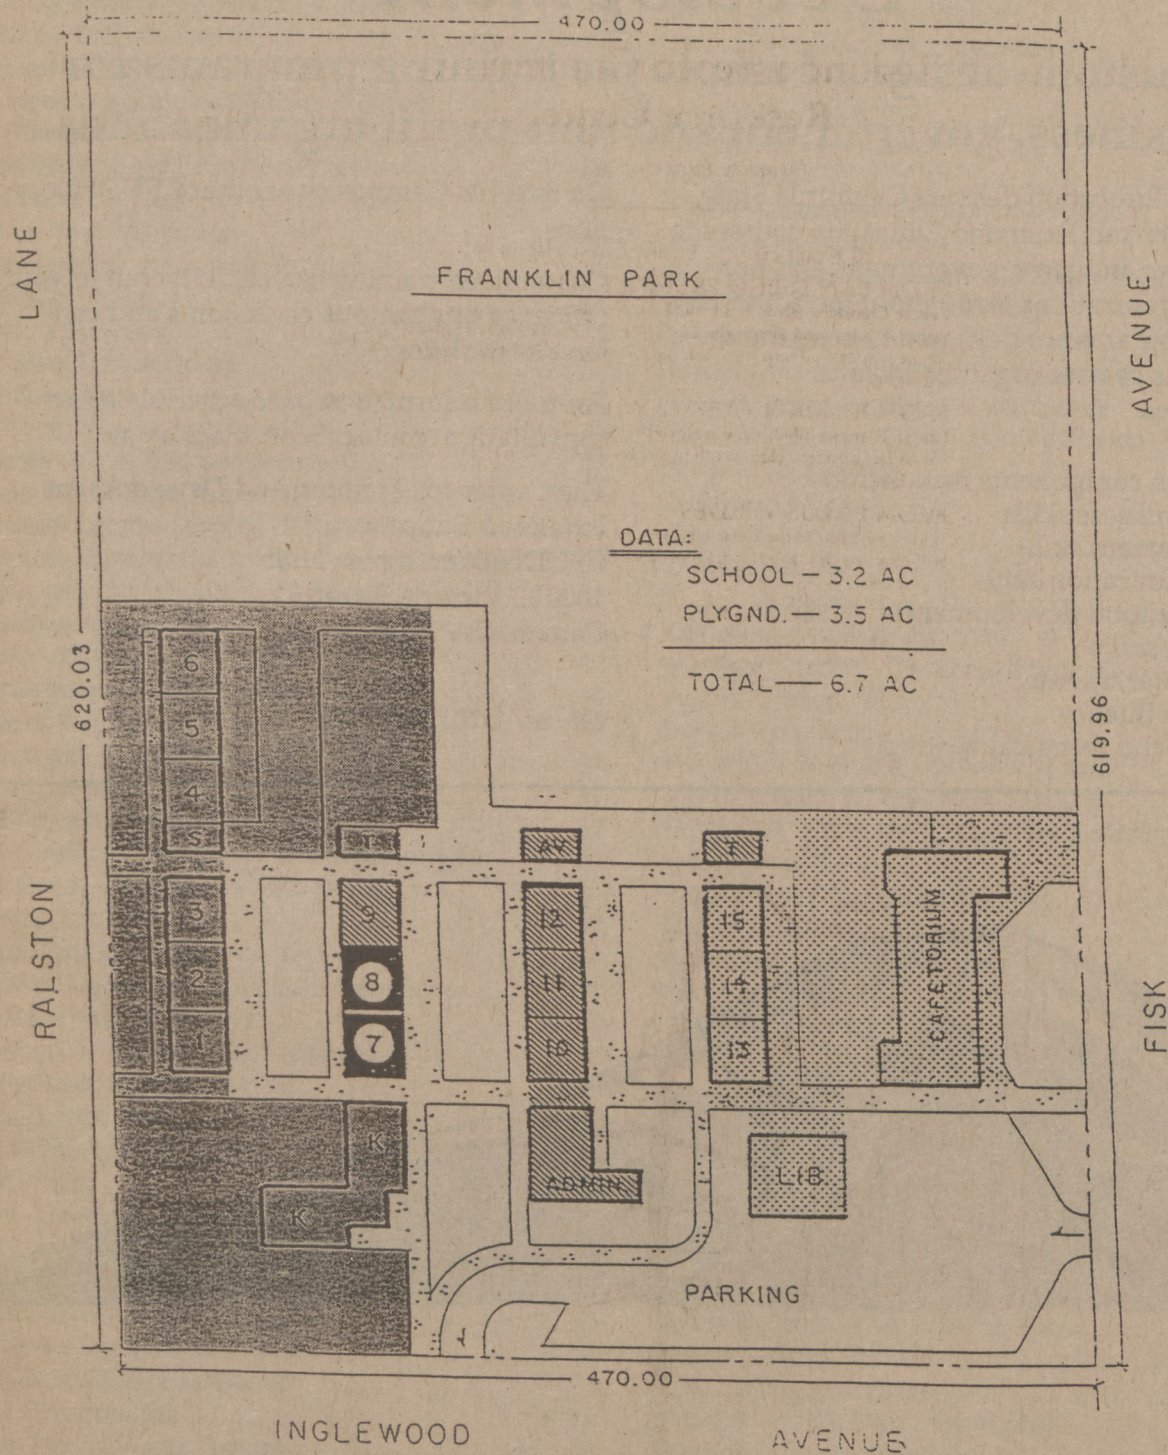 470.00
LANE
FRANKLIN PARK
AVENUE
DATA:
SCHOOL — 3.2 AC
PLYGND. — 3.5 AC
TOTAL — 6.7 AC
620.03
619.96
6
5
4
S
T
AV
RALSTON
3
2
1
9
8
7
12
11
10
15
14
13
CAFETORIUM
FISK
K
K
ADMIN
LIB
PARKING
470.00
INGLEWOOD AVENUE